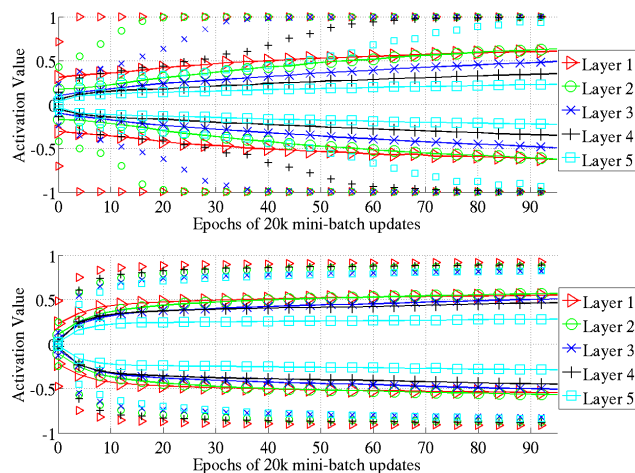 1
0.5
0
-0.5
-1
Activation Value
0 10 20 30 40 50 60 70 80 90
Epochs of 20k mini-batch updates
Layer 1
Layer 2
Layer 3
Layer 4
Layer 5
1
0.5
0
-0.5
-1
Activation Value
0 10 20 30 40 50 60 70 80 90
Epochs of 20k mini-batch updates
Layer 1
Layer 2
Layer 3
Layer 4
Layer 5